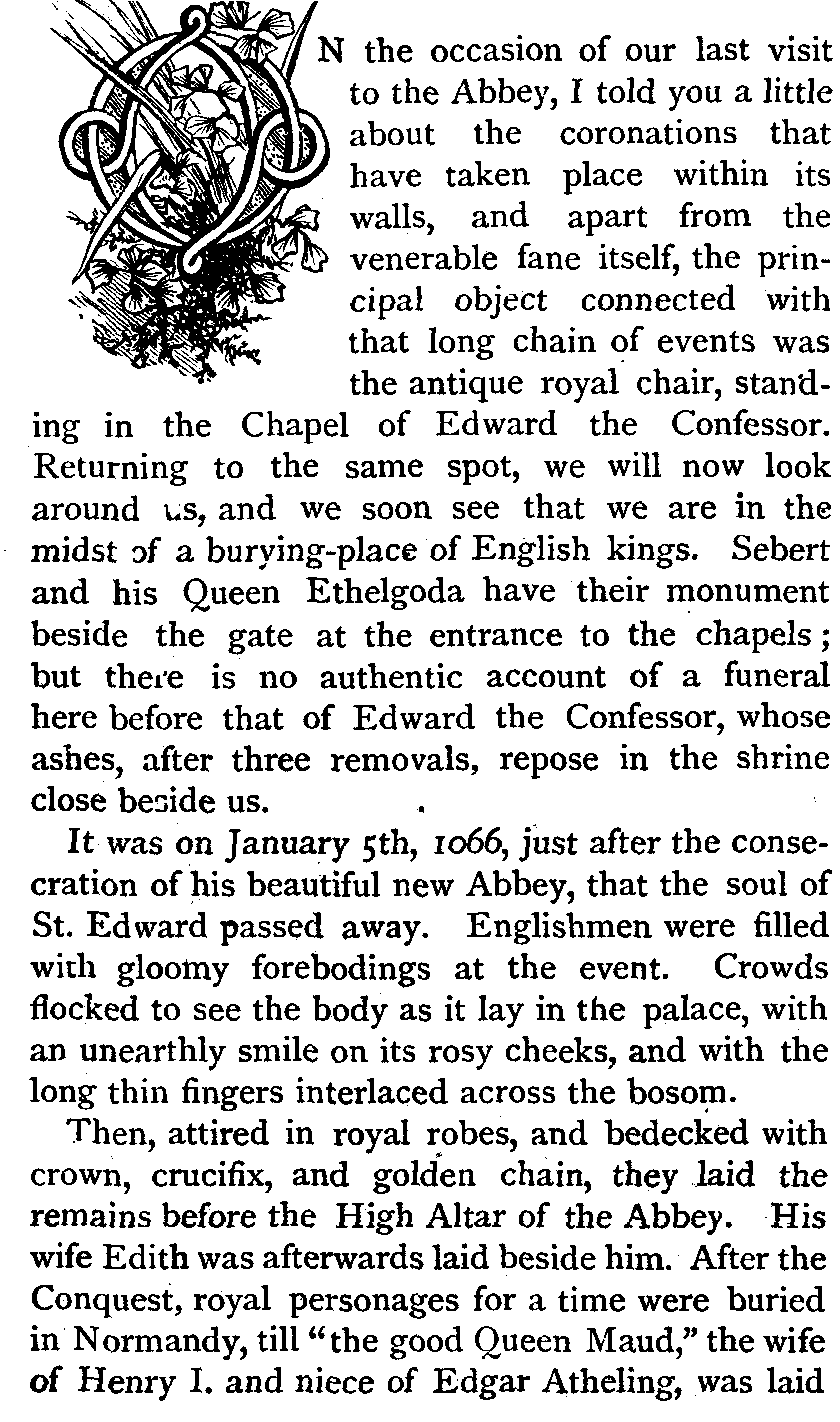 ON the occasion of our last visit
to the Abbey, I told you a little
about the coronations that
have taken place within its
walls, and apart from the
venerable fane itself, the prin-
cipal object connected with
that long chain of events was
the antique royal chair, stand-
ing in the Chapel of Edward the Confessor.
Returning to the same spot, we will now look
around us, and we soon see that we are in the
midst of a burying-place of English kings. Sebert
and his Queen Ethelgoda have their monument
beside the gate at the entrance to the chapels;
but there is no authentic account of a funeral
here before that of Edward the Confessor, whose
ashes, after three removals, repose in the shrine
close beside us.
It was on January 5th, 1066, just after the conse-
cration of his beautiful new Abbey, that the soul of
St. Edward passed away. Englishmen were filled
with gloomy forebodings at the event. Crowds
flocked to see the body as it lay in the palace, with
an unearthly smile on its rosy cheeks, and with the
long thin fingers interlaced across the bosom.
Then, attired in royal robes, and bedecked with
crown, crucifix, and golden chain, they laid the
remains before the High Altar of the Abbey. His
wife Edith was afterwards laid beside him. After the
Conquest, royal personages for a time were buried
in Normandy, till "the good Queen Maud," the wife
of Henry I. and niece of Edgar Atheling, was laid